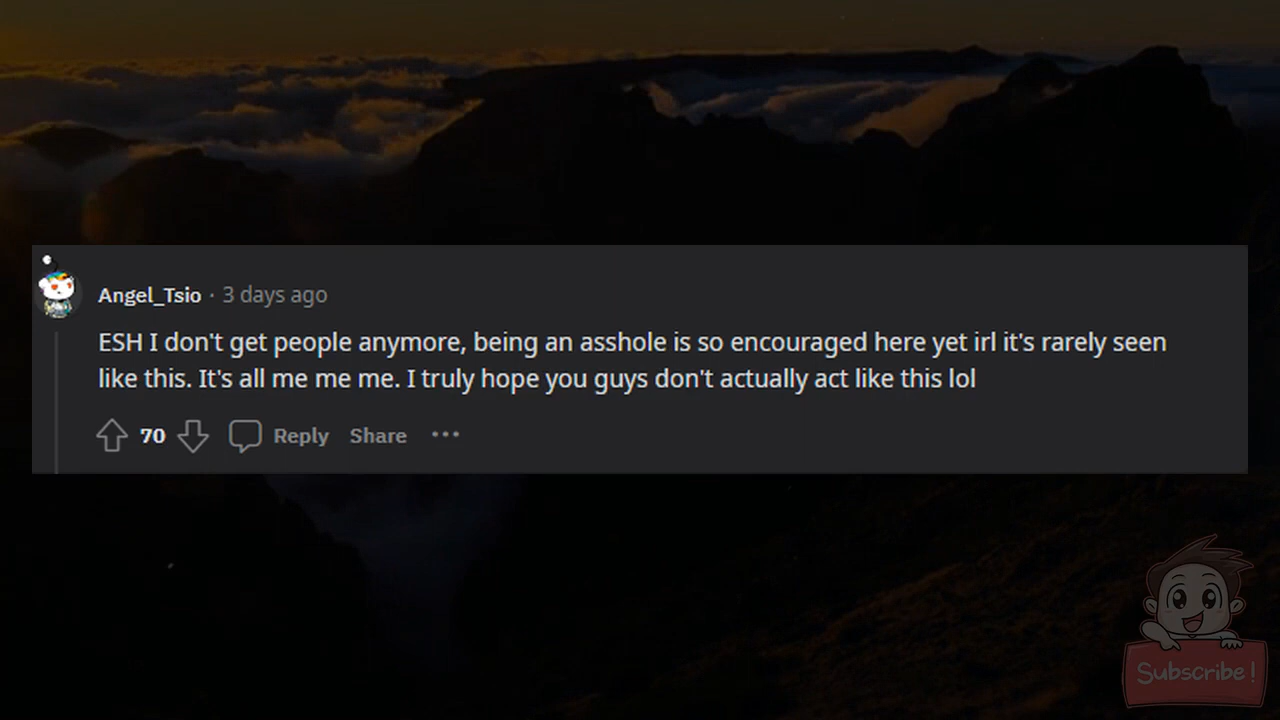 Angel_Tsio · 3 days ago
ESH I don't get people anymore, being an asshole is so encouraged here yet irl it's rarely seen
like this. It's all me me me. I truly hope you guys don't actually act like this lol
70 Reply Share •••
Subscribe!